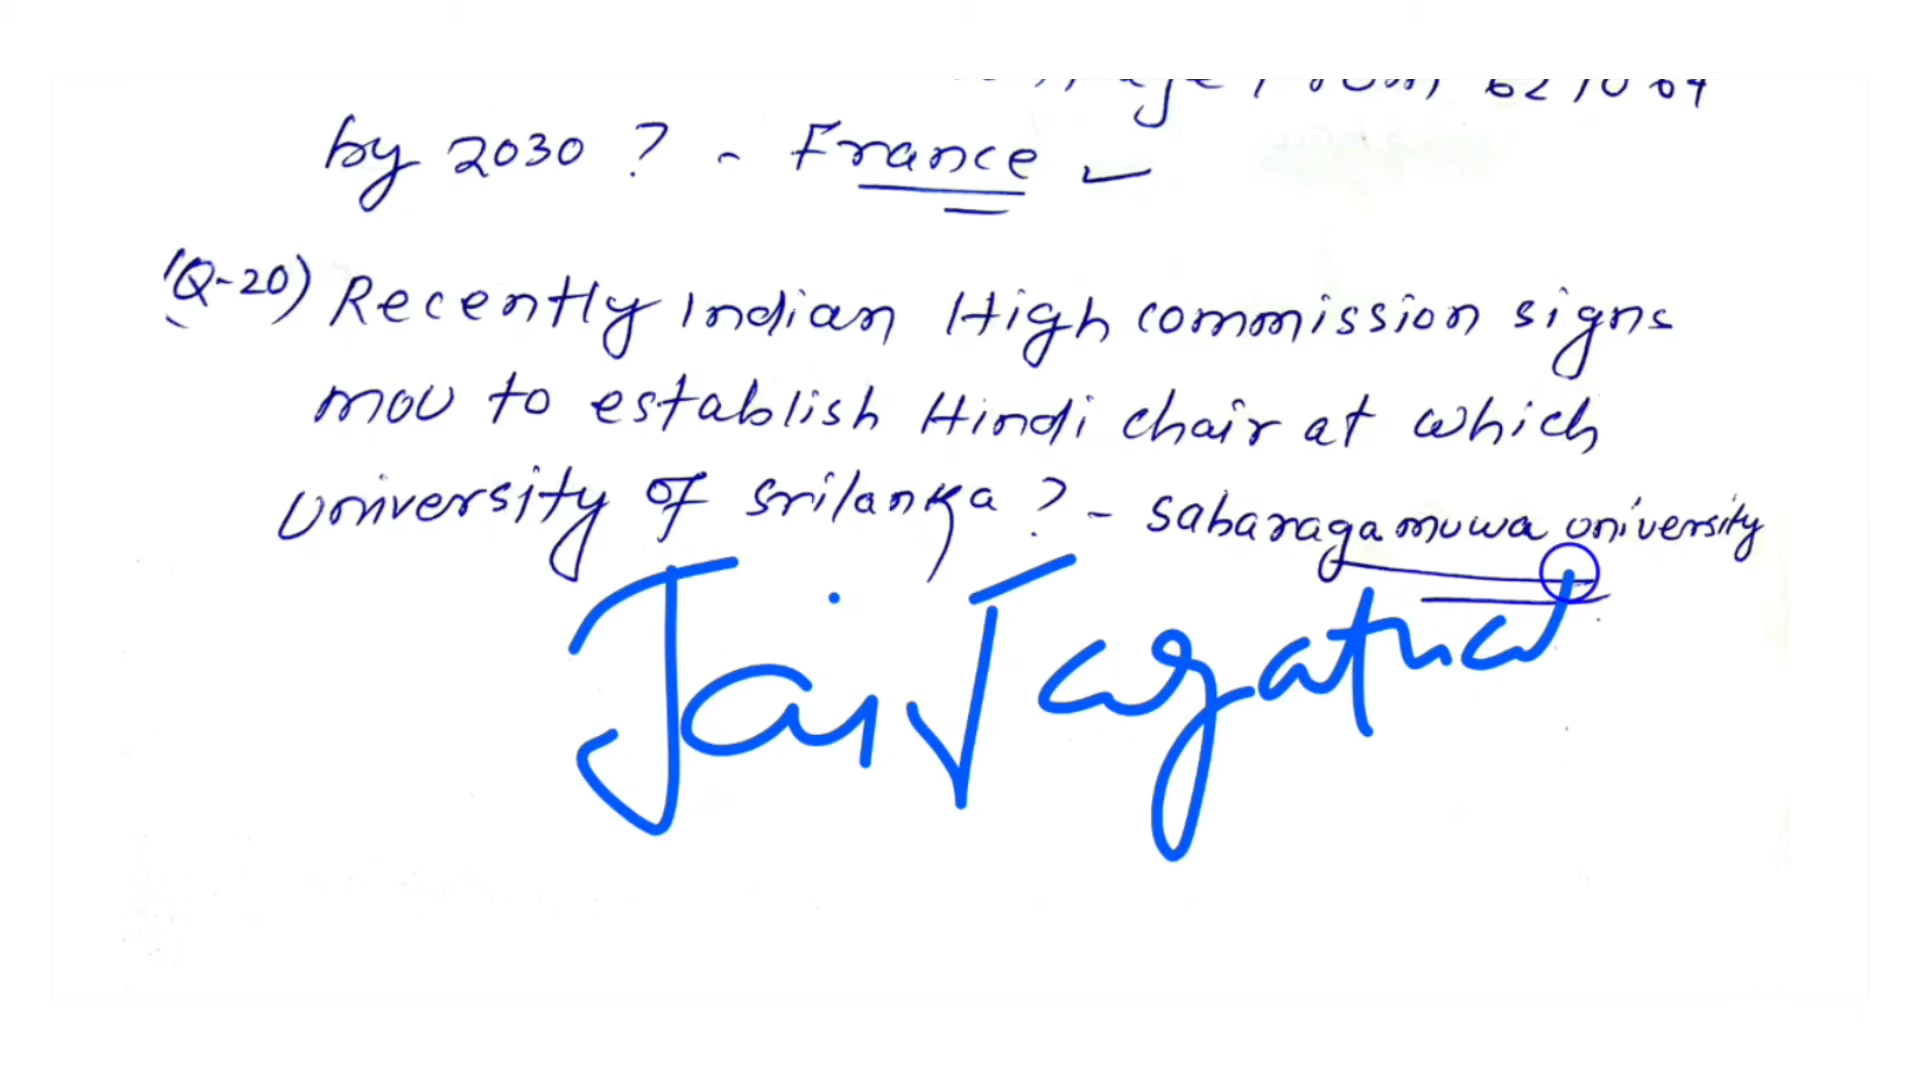 by 2030 ? - France
(Q-20) Recently Indian High commission signs
mou to establish Hindi chair at which
University of Srilanka ? - Sabaragamuwa University
Jai Jagatna